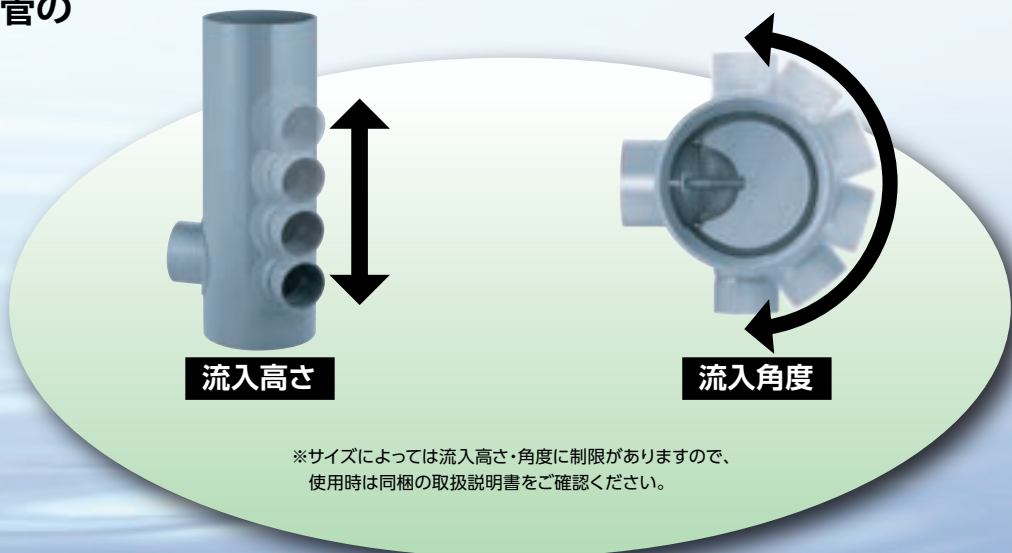 管の
流入高さ
流入角度
※サイズによっては流入高さ・角度に制限がありますので、
使用時は同梱の取扱説明書をご確認ください。